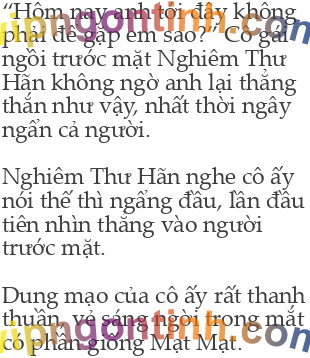 “Hôm nay anh tới đây không
phải để gặp em sao?” Cô gái
ngồi trước mặt Nghiêm Thư
Hãn không ngờ anh lại thẳng
thắn như vậy, nhất thời ngây
ngẩn cả người.
Nghiêm Thư Hãn nghe cô ấy
nói thế thì ngẩng đầu, lần đầu
tiên nhìn thẳng vào người
trước mặt.
Dung mạo của cô ấy rất thanh
thuần, vẻ sáng ngời trong mắt
có phần giống Mạt Mạt.
vipngontinh.com
vipngontinh.com